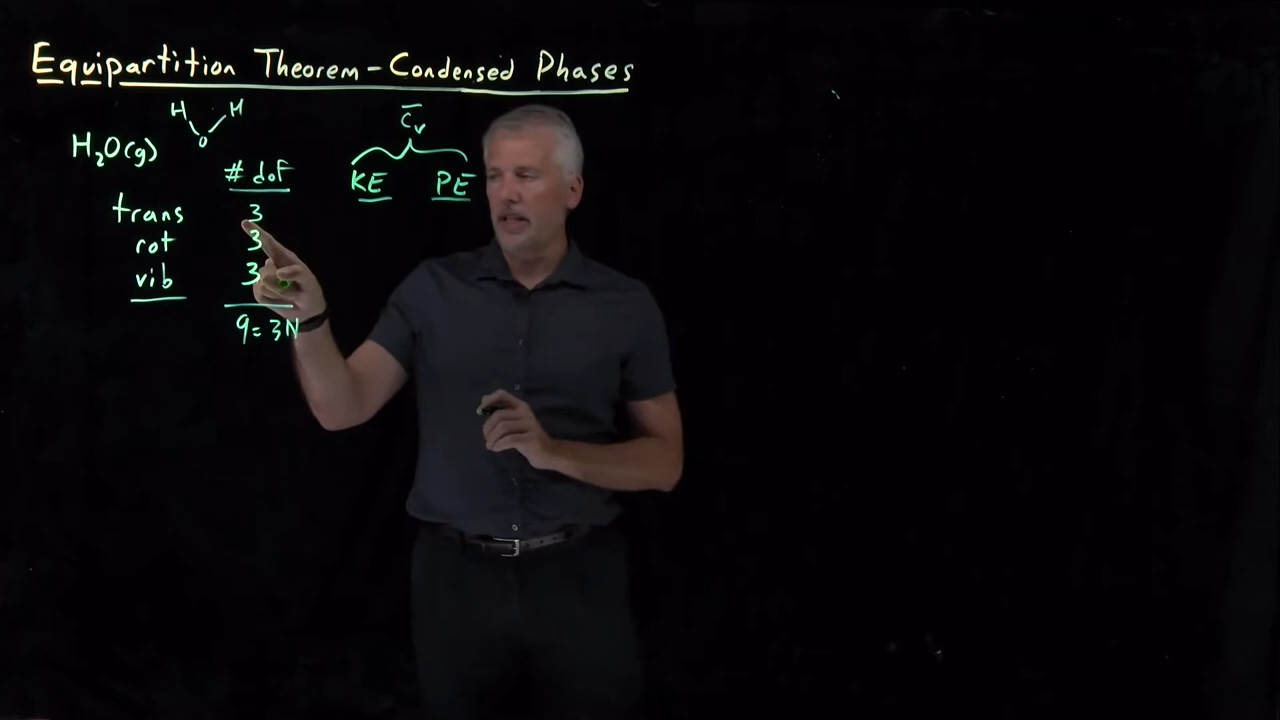 Equipartition Theorem - Condensed Phases
H H
O
H₂O(g)
C̄ᵥ
# dof KE PE
trans 3
rot 3
vib 3
9 = 3N